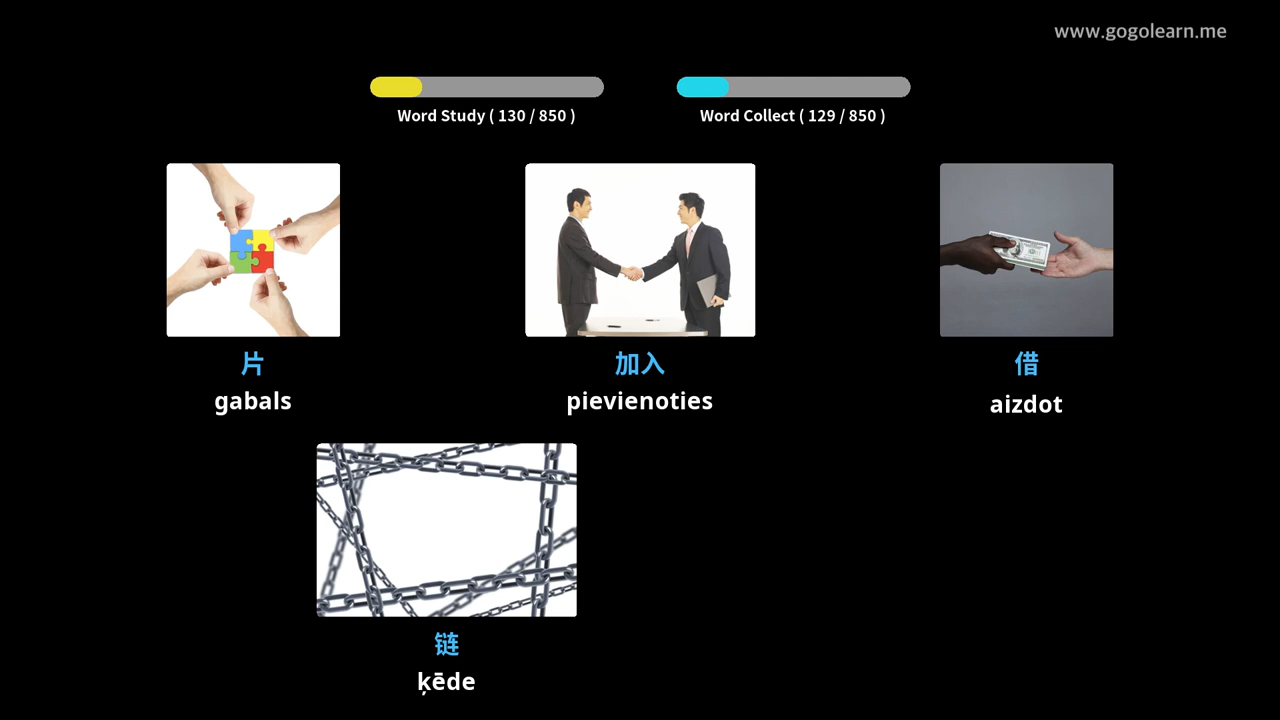 www.gogolearn.me
Word Study ( 130 / 850 )
Word Collect ( 129 / 850 )
片
gabals
加入
pievienoties
借
aizdot
链
ķēde